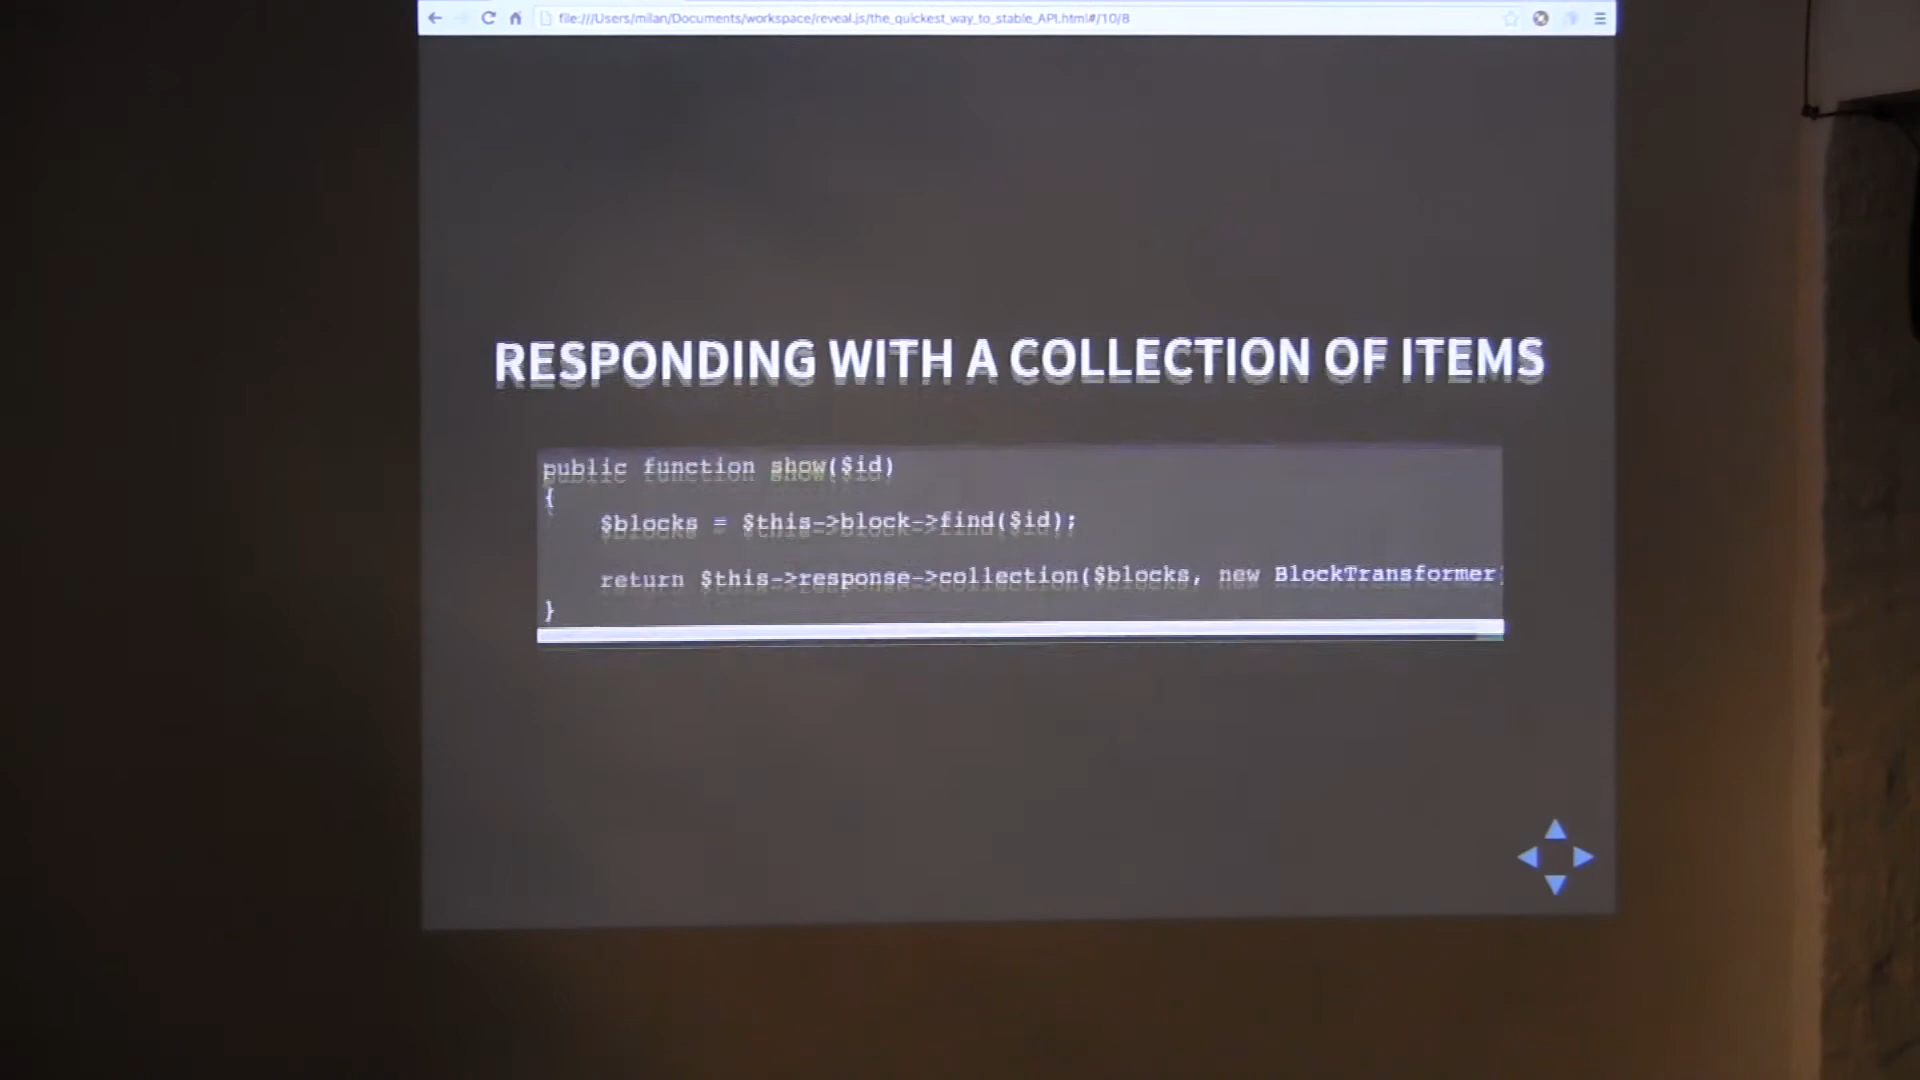 file:///Users/milan/Documents/workspace/reveal.js/the_quickest_way_to_stable_API.html#/10/8
RESPONDING WITH A COLLECTION OF ITEMS
public function show($id)
{
$blocks = $this->block->find($id);
return $this->response->collection($blocks, new BlockTransformer
}